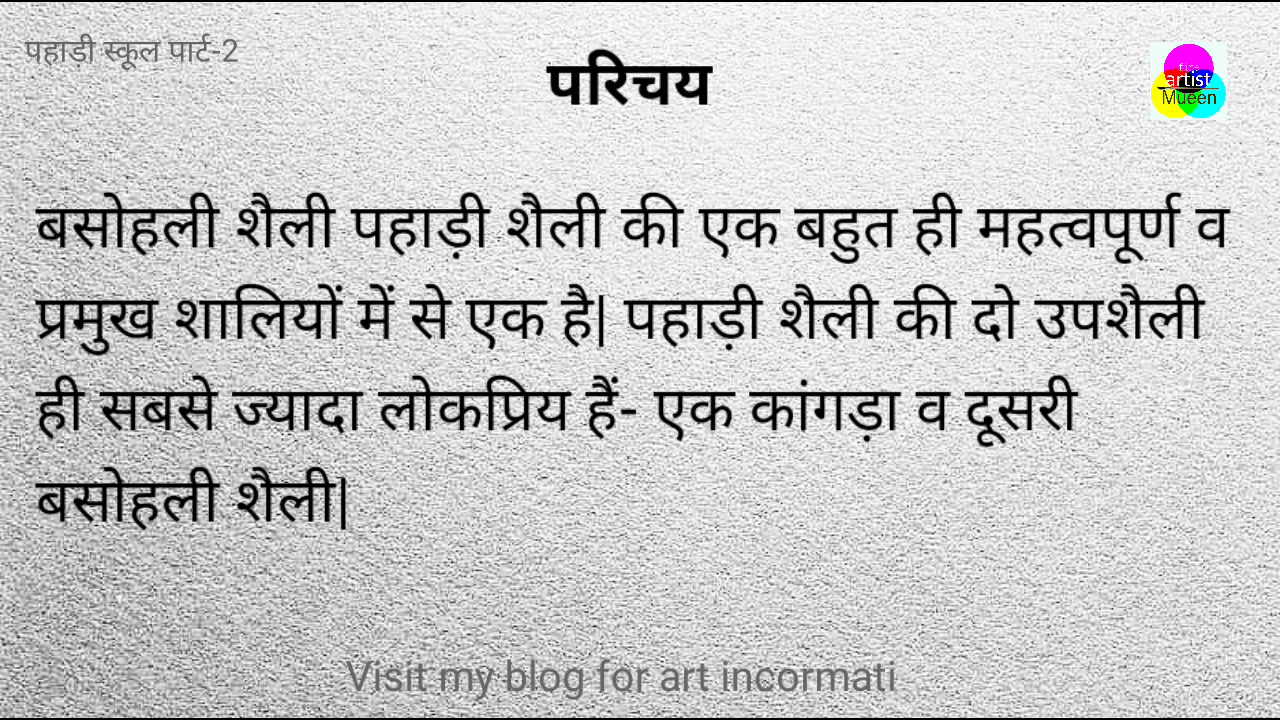 पहाड़ी स्कूल पार्ट-2
परिचय
artist
Mueen
बसोहली शैली पहाड़ी शैली की एक बहुत ही महत्वपूर्ण व
प्रमुख शालियों में से एक है| पहाड़ी शैली की दो उपशैली
ही सबसे ज्यादा लोकप्रिय हैं- एक कांगड़ा व दूसरी
बसोहली शैली|
Visit my blog for art incormati